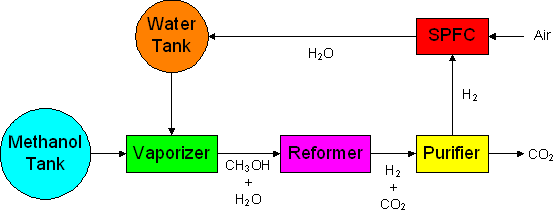 Water
Tank
H₂O
SPFC
Air
H₂
Methanol
Tank
Vaporizer
CH₃OH
+
H₂O
Reformer
H₂
+
CO₂
Purifier
CO₂